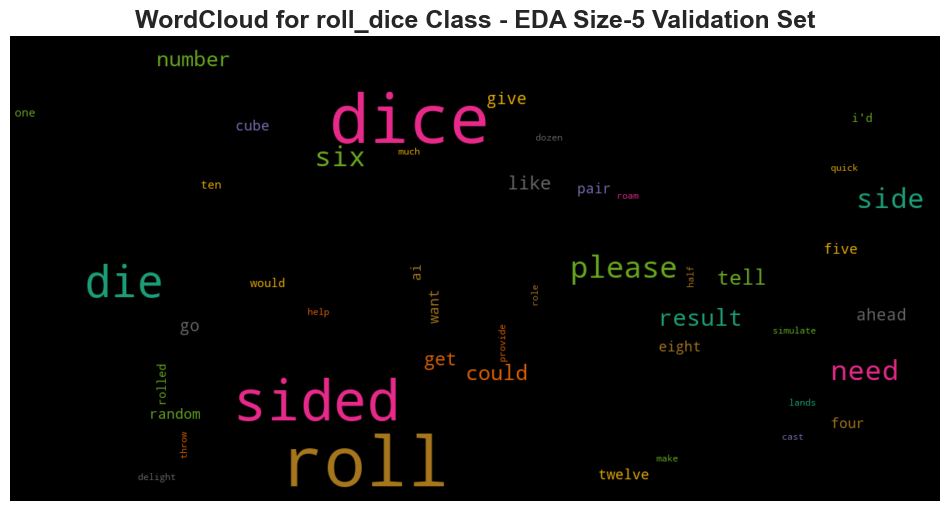 WordCloud for roll_dice Class - EDA Size-5 Validation Set
number
dice
give
one
cube
i'd
dozen
six
much
like
quick
ten
pair
roam
side
five
please
die
would
ai
half
tell
want
role
help
go
result
ahead
simulate
provide
eight
get
could
need
rolled
sided
lands
random
four
throw
cast
roll
make
delight
twelve